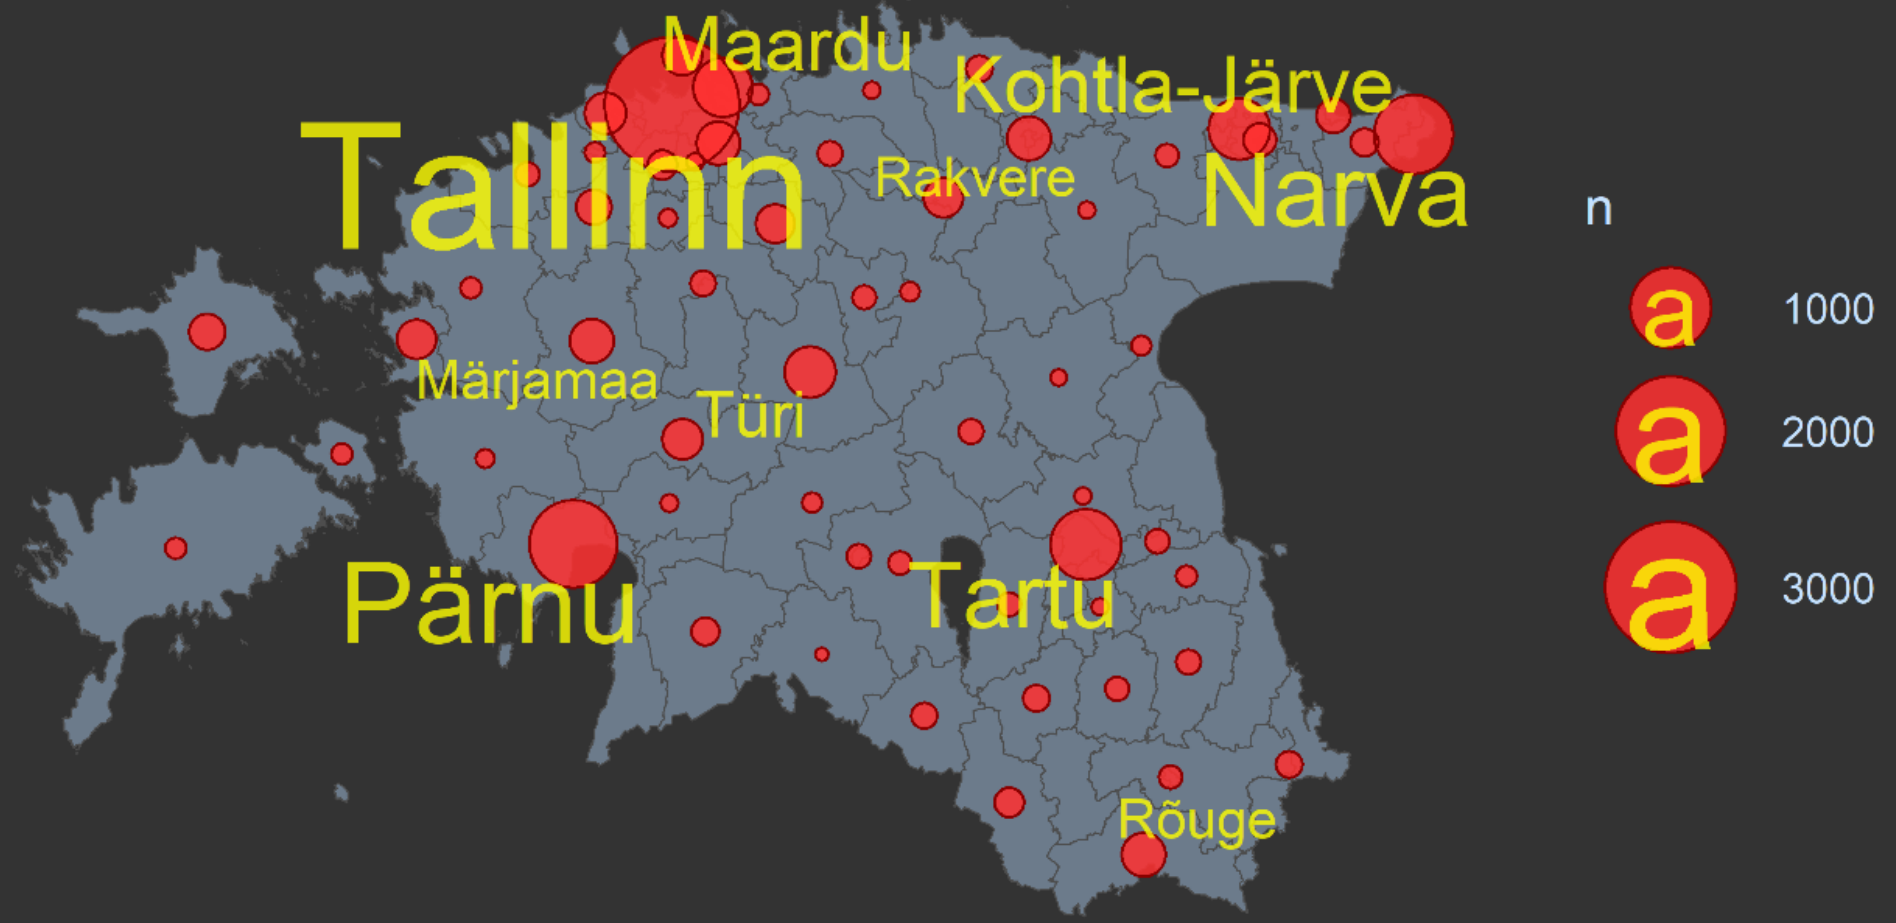 Maardu
Kohtla-Järve
Tallinn
Rakvere
Narva
Märjamaa
Türi
Pärnu
Tartu
Rõuge
n
a 1000
a 2000
a 3000